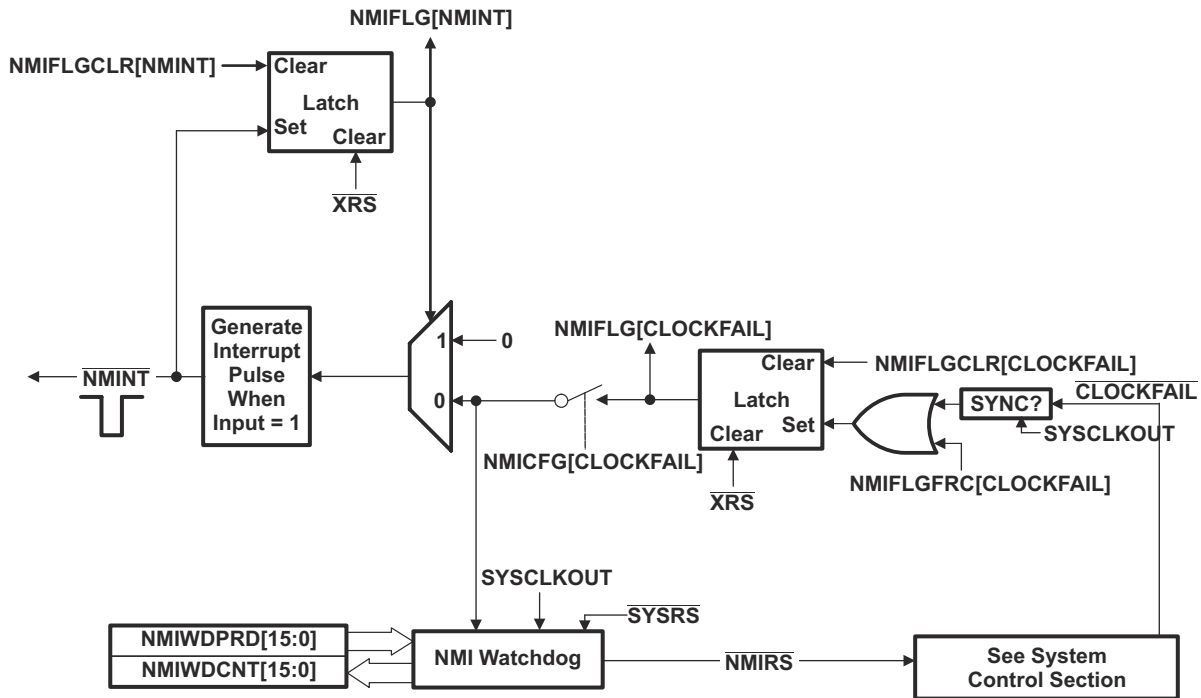 NMIFLG[NMINT]
NMIFLGCLR[NMINT]
Clear
Latch
Set
Clear
XRS
Generate
Interrupt
Pulse
When
Input = 1
NMINT
1
0
0
NMIFLG[CLOCKFAIL]
NMICFG[CLOCKFAIL]
Clear
Latch
Set
Clear
XRS
NMIFLGCLR[CLOCKFAIL]
CLOCKFAIL
SYNC?
SYSCLKOUT
NMIFLGFRC[CLOCKFAIL]
SYSCLKOUT
SYSRS
NMIWDPRD[15:0]
NMIWDCNT[15:0]
NMI Watchdog
NMIRS
See System
Control Section